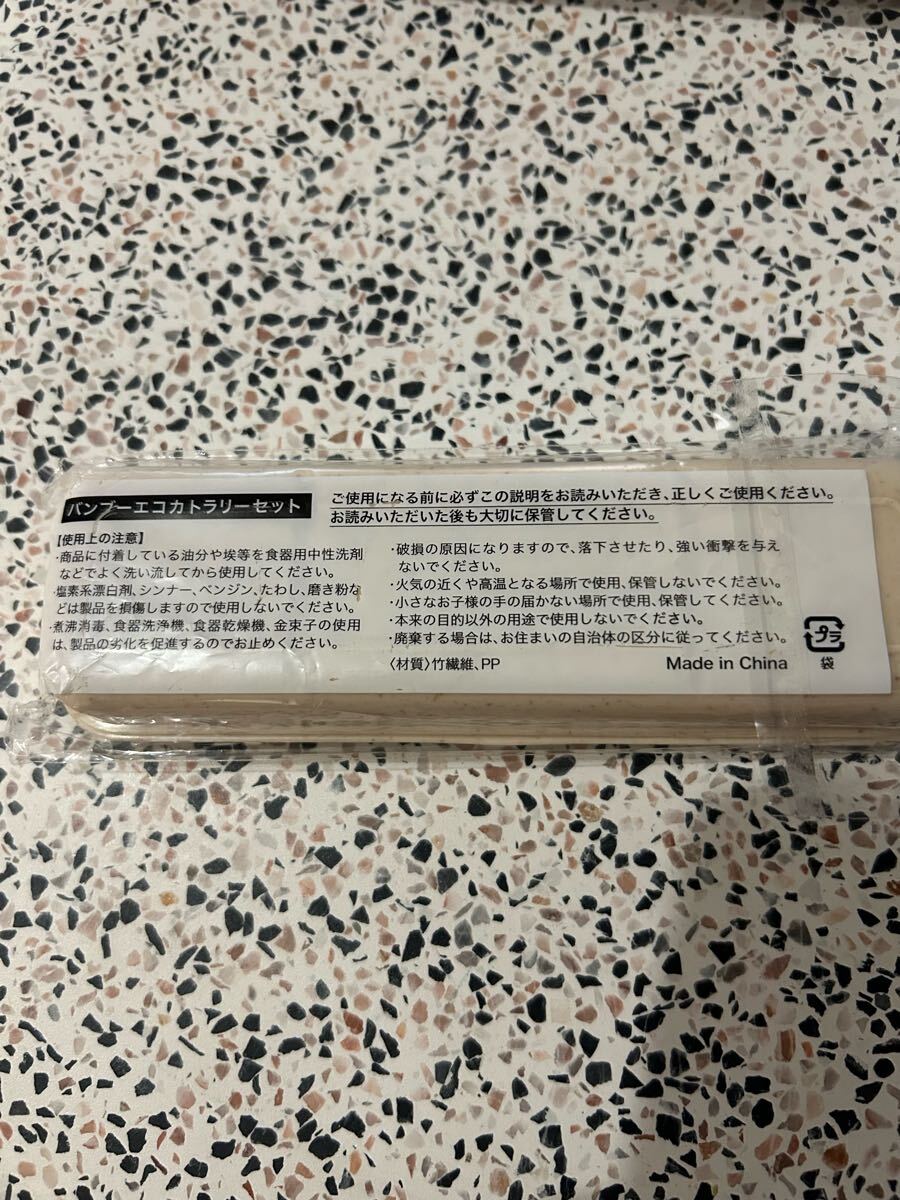 バンブーエコカトラリーセット
ご使用になる前に必ずこの説明をお読みいただき、正しくご使用ください。
お読みいただいた後も大切に保管してください。
【使用上の注意】
・商品に付着している油分や埃等を食器用中性洗剤
などでよく洗い流してから使用してください。
・塩素系漂白剤、シンナー、ベンジン、たわし、磨き粉な
どは製品を損傷しますので使用しないでください。
・煮沸消毒、食器洗浄機、食器乾燥機、金束子の使用
は、製品の劣化を促進するのでお止めください。
・破損の原因になりますので、落下させたり、強い衝撃を与え
ないでください。
・火気の近くや高温となる場所で使用、保管しないでください。
・小さなお子様の手の届かない場所で使用、保管してください。
・本来の目的以外の用途で使用しないでください。
・廃棄する場合は、お住まいの自治体の区分に従ってください。
〈材質〉竹繊維、PP
Made in China
プラ
袋